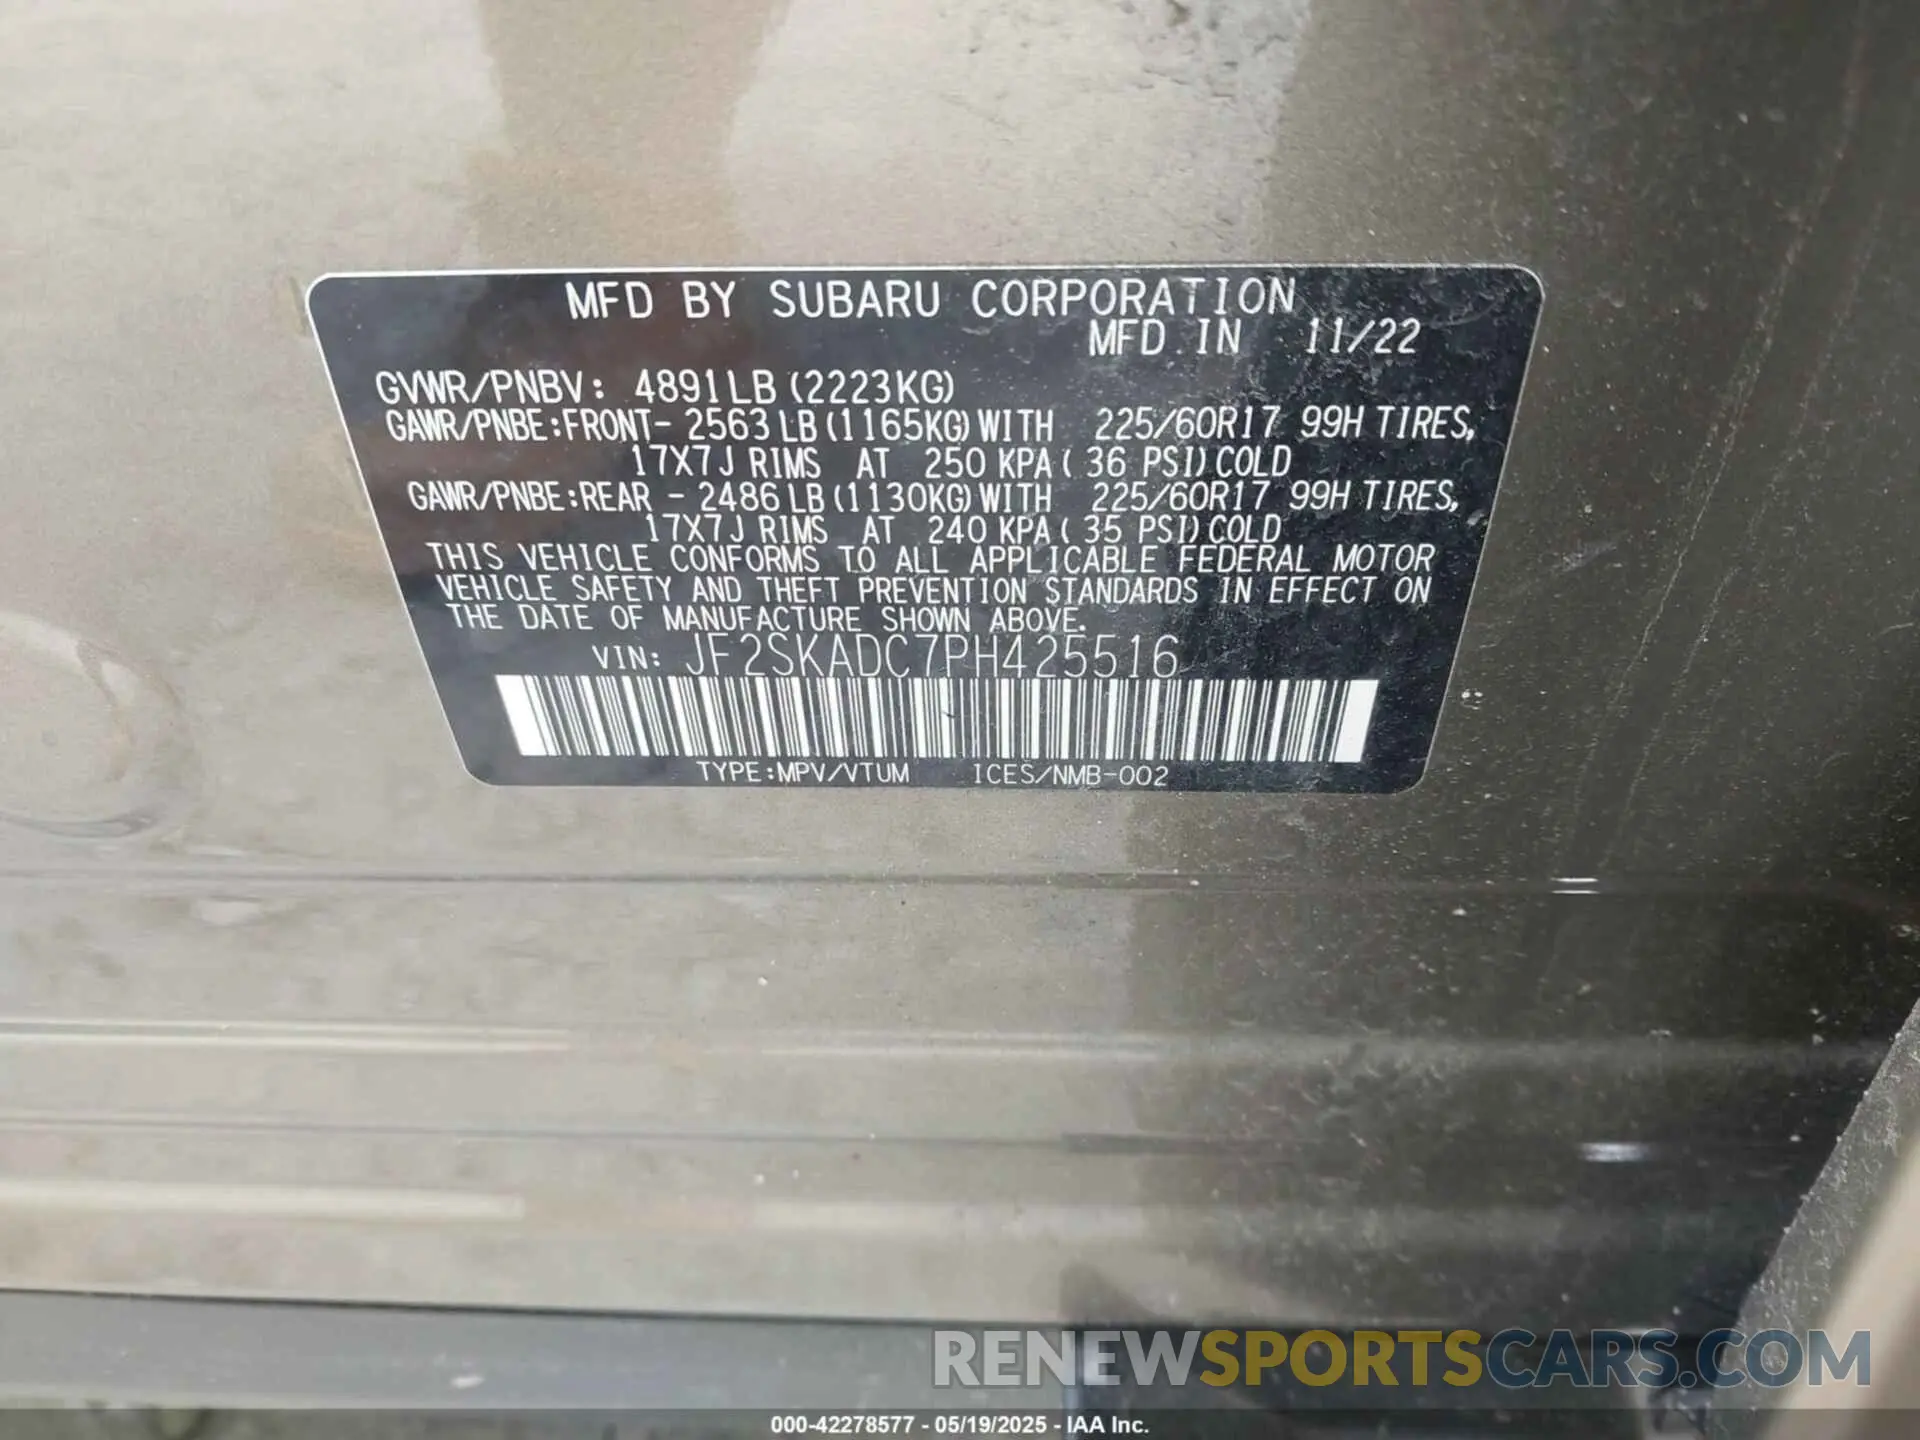 MFD BY SUBARU CORPORATION
MFD IN 11/22
GVWR/PNBV: 4891LB (2223KG)
GAWR/PNBE:FRONT- 2563 LB (1165KG) WITH 225/60R17 99H TIRES,
17X7J RIMS AT 250 KPA ( 36 PSI) COLD
GAWR/PNBE:REAR - 2486 LB (1130KG) WITH 225/60R17 99H TIRES,
17X7J RIMS AT 240 KPA ( 35 PSI) COLD
THIS VEHICLE CONFORMS TO ALL APPLICABLE FEDERAL MOTOR
VEHICLE SAFETY AND THEFT PREVENTION STANDARDS IN EFFECT ON
THE DATE OF MANUFACTURE SHOWN ABOVE.
VIN: JF2SKADC7PH425516
TYPE:MPV/VTUM ICES/NMB-002
RENEWSPORTSCARS.COM
000-42278577 - 05/19/2025 - IAA Inc.